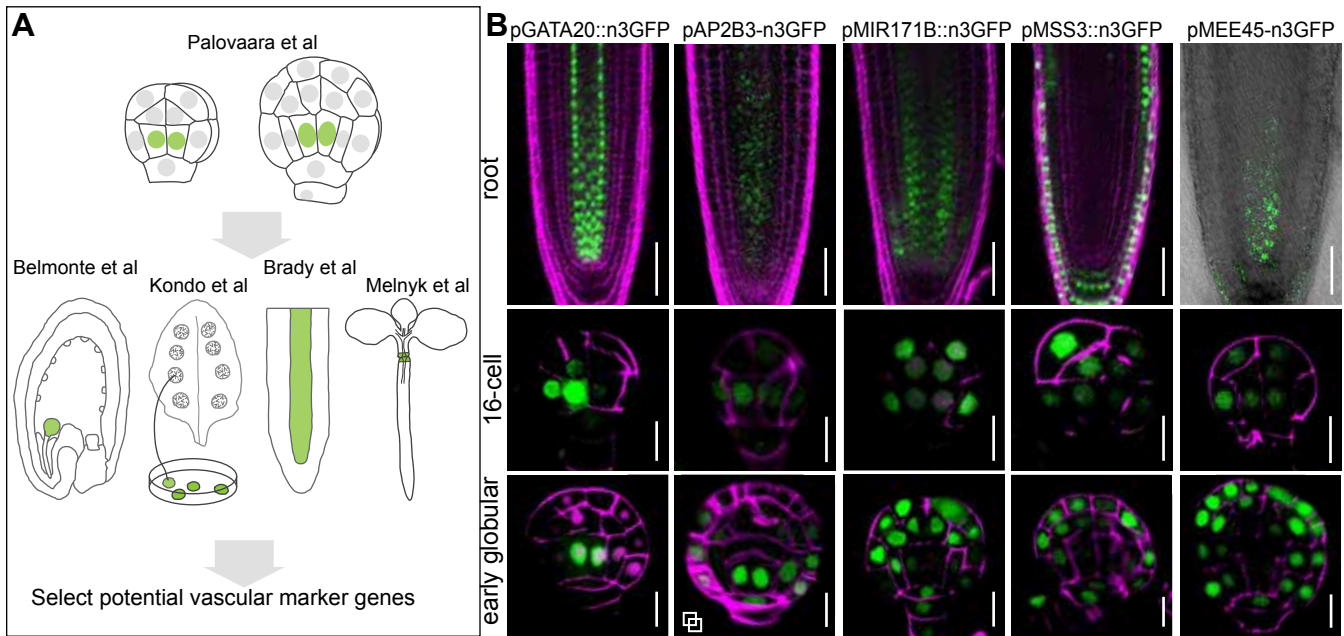 A
Palovaara et al
Belmonte et al
Kondo et al
Brady et al
Melnyk et al
Select potential vascular marker genes
B
pGATA20::n3GFP
pAP2B3-n3GFP
pMIR171B::n3GFP
pMSS3::n3GFP
pMEE45-n3GFP
root
16-cell
early globular